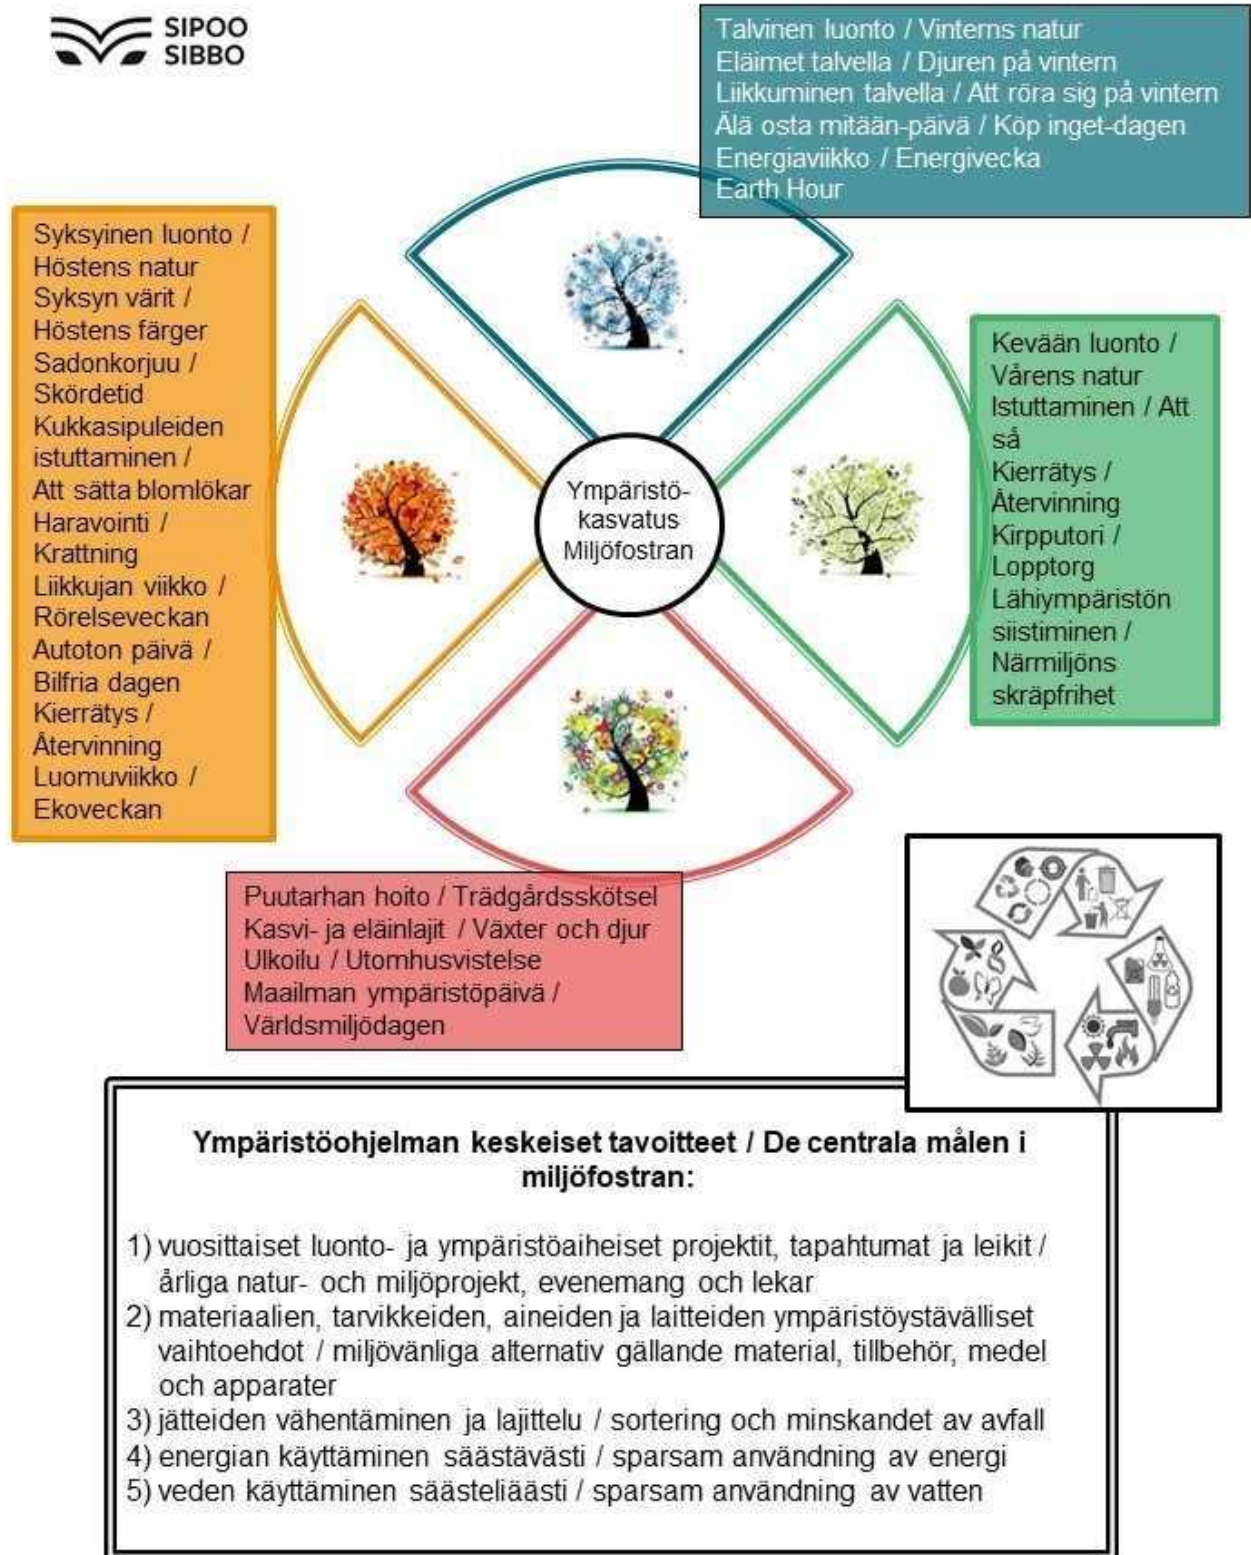 SIPOO
SIBBO
Talvinen luonto / Vinterns natur
Eläimet talvella / Djuren på vintern
Liikkuminen talvella / Att röra sig på vintern
Älä osta mitään-päivä / Köp inget-dagen
Energiaviikko / Energivecka
Earth Hour
Syksyinen luonto /
Höstens natur
Syksyn värit /
Höstens färger
Sadonkorjuu /
Skördetid
Kukkasipuleiden
istuttaminen /
Att sätta blomlökar
Haravointi /
Krattning
Liikkujan viikko /
Rörelseveckan
Autoton päivä /
Bilfria dagen
Kierrätys /
Återvinning
Luomuviikko /
Ekoveckan
Ympäristö-
kasvatus
Miljöfostran
Kevään luonto /
Vårens natur
Istuttaminen / Att
så
Kierrätys /
Återvinning
Kirpputori /
Lopptorg
Lähiympäristön
siistiminen /
Närmiljöns
skräpfrihet
Puutarhan hoito / Trädgårdsskötsel
Kasvi- ja eläinlajit / Växter och djur
Ulkoilu / Utomhusvistelse
Maailman ympäristöpäivä /
Världsmiljödagen
Ympäristöohjelman keskeiset tavoitteet / De centrala målen i
miljöfostran:
1) vuosittaiset luonto- ja ympäristöaiheiset projektit, tapahtumat ja leikit /
årliga natur- och miljöprojekt, evenemang och lekar
2) materiaalien, tarvikkeiden, aineiden ja laitteiden ympäristöystävälliset
vaihtoehdot / miljövänliga alternativ gällande material, tillbehör, medel
och apparater
3) jätteiden vähentäminen ja lajittelu / sortering och minskandet av avfall
4) energian käyttäminen säästävästi / sparsam användning av energi
5) veden käyttäminen säästeliäästi / sparsam användning av vatten